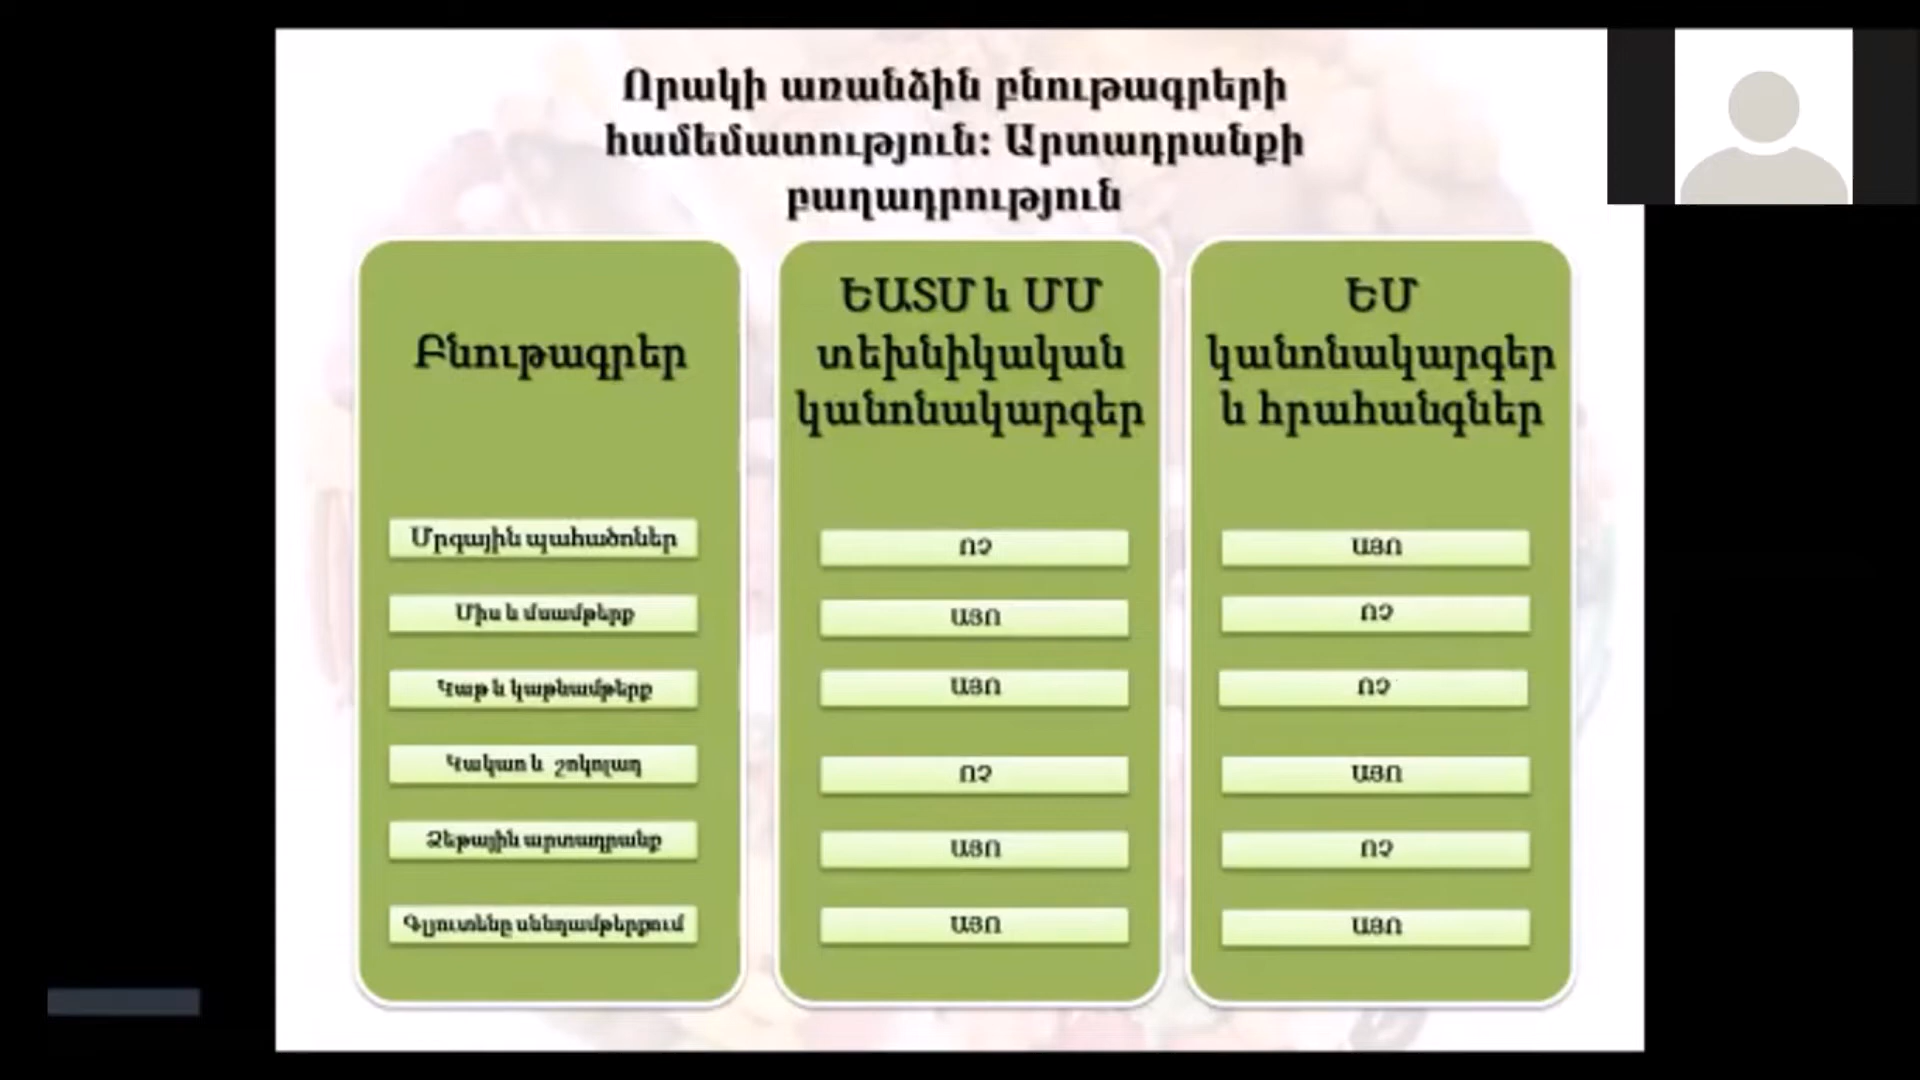 Որակի առանձին բնութագրերի
համեմատություն: Արտադրանքի
բաղադրություն
Բնութագրեր
ԵԱՏՄ և ՄՄ
տեխնիկական
կանոնակարգեր
ԵՄ
կանոնակարգեր
և հրահանգներ
Մրգային պահածոներ
ՈՉ
ԱՅՈ
Միս և մսամթերք
ԱՅՈ
ՈՉ
Կաթ և կաթնամթերք
ԱՅՈ
ՈՉ
Կակաո և շոկոլադ
ՈՉ
ԱՅՈ
Ձեթային արտադրանք
ԱՅՈ
ՈՉ
Գլյուտենը սննդամթերքում
ԱՅՈ
ԱՅՈ